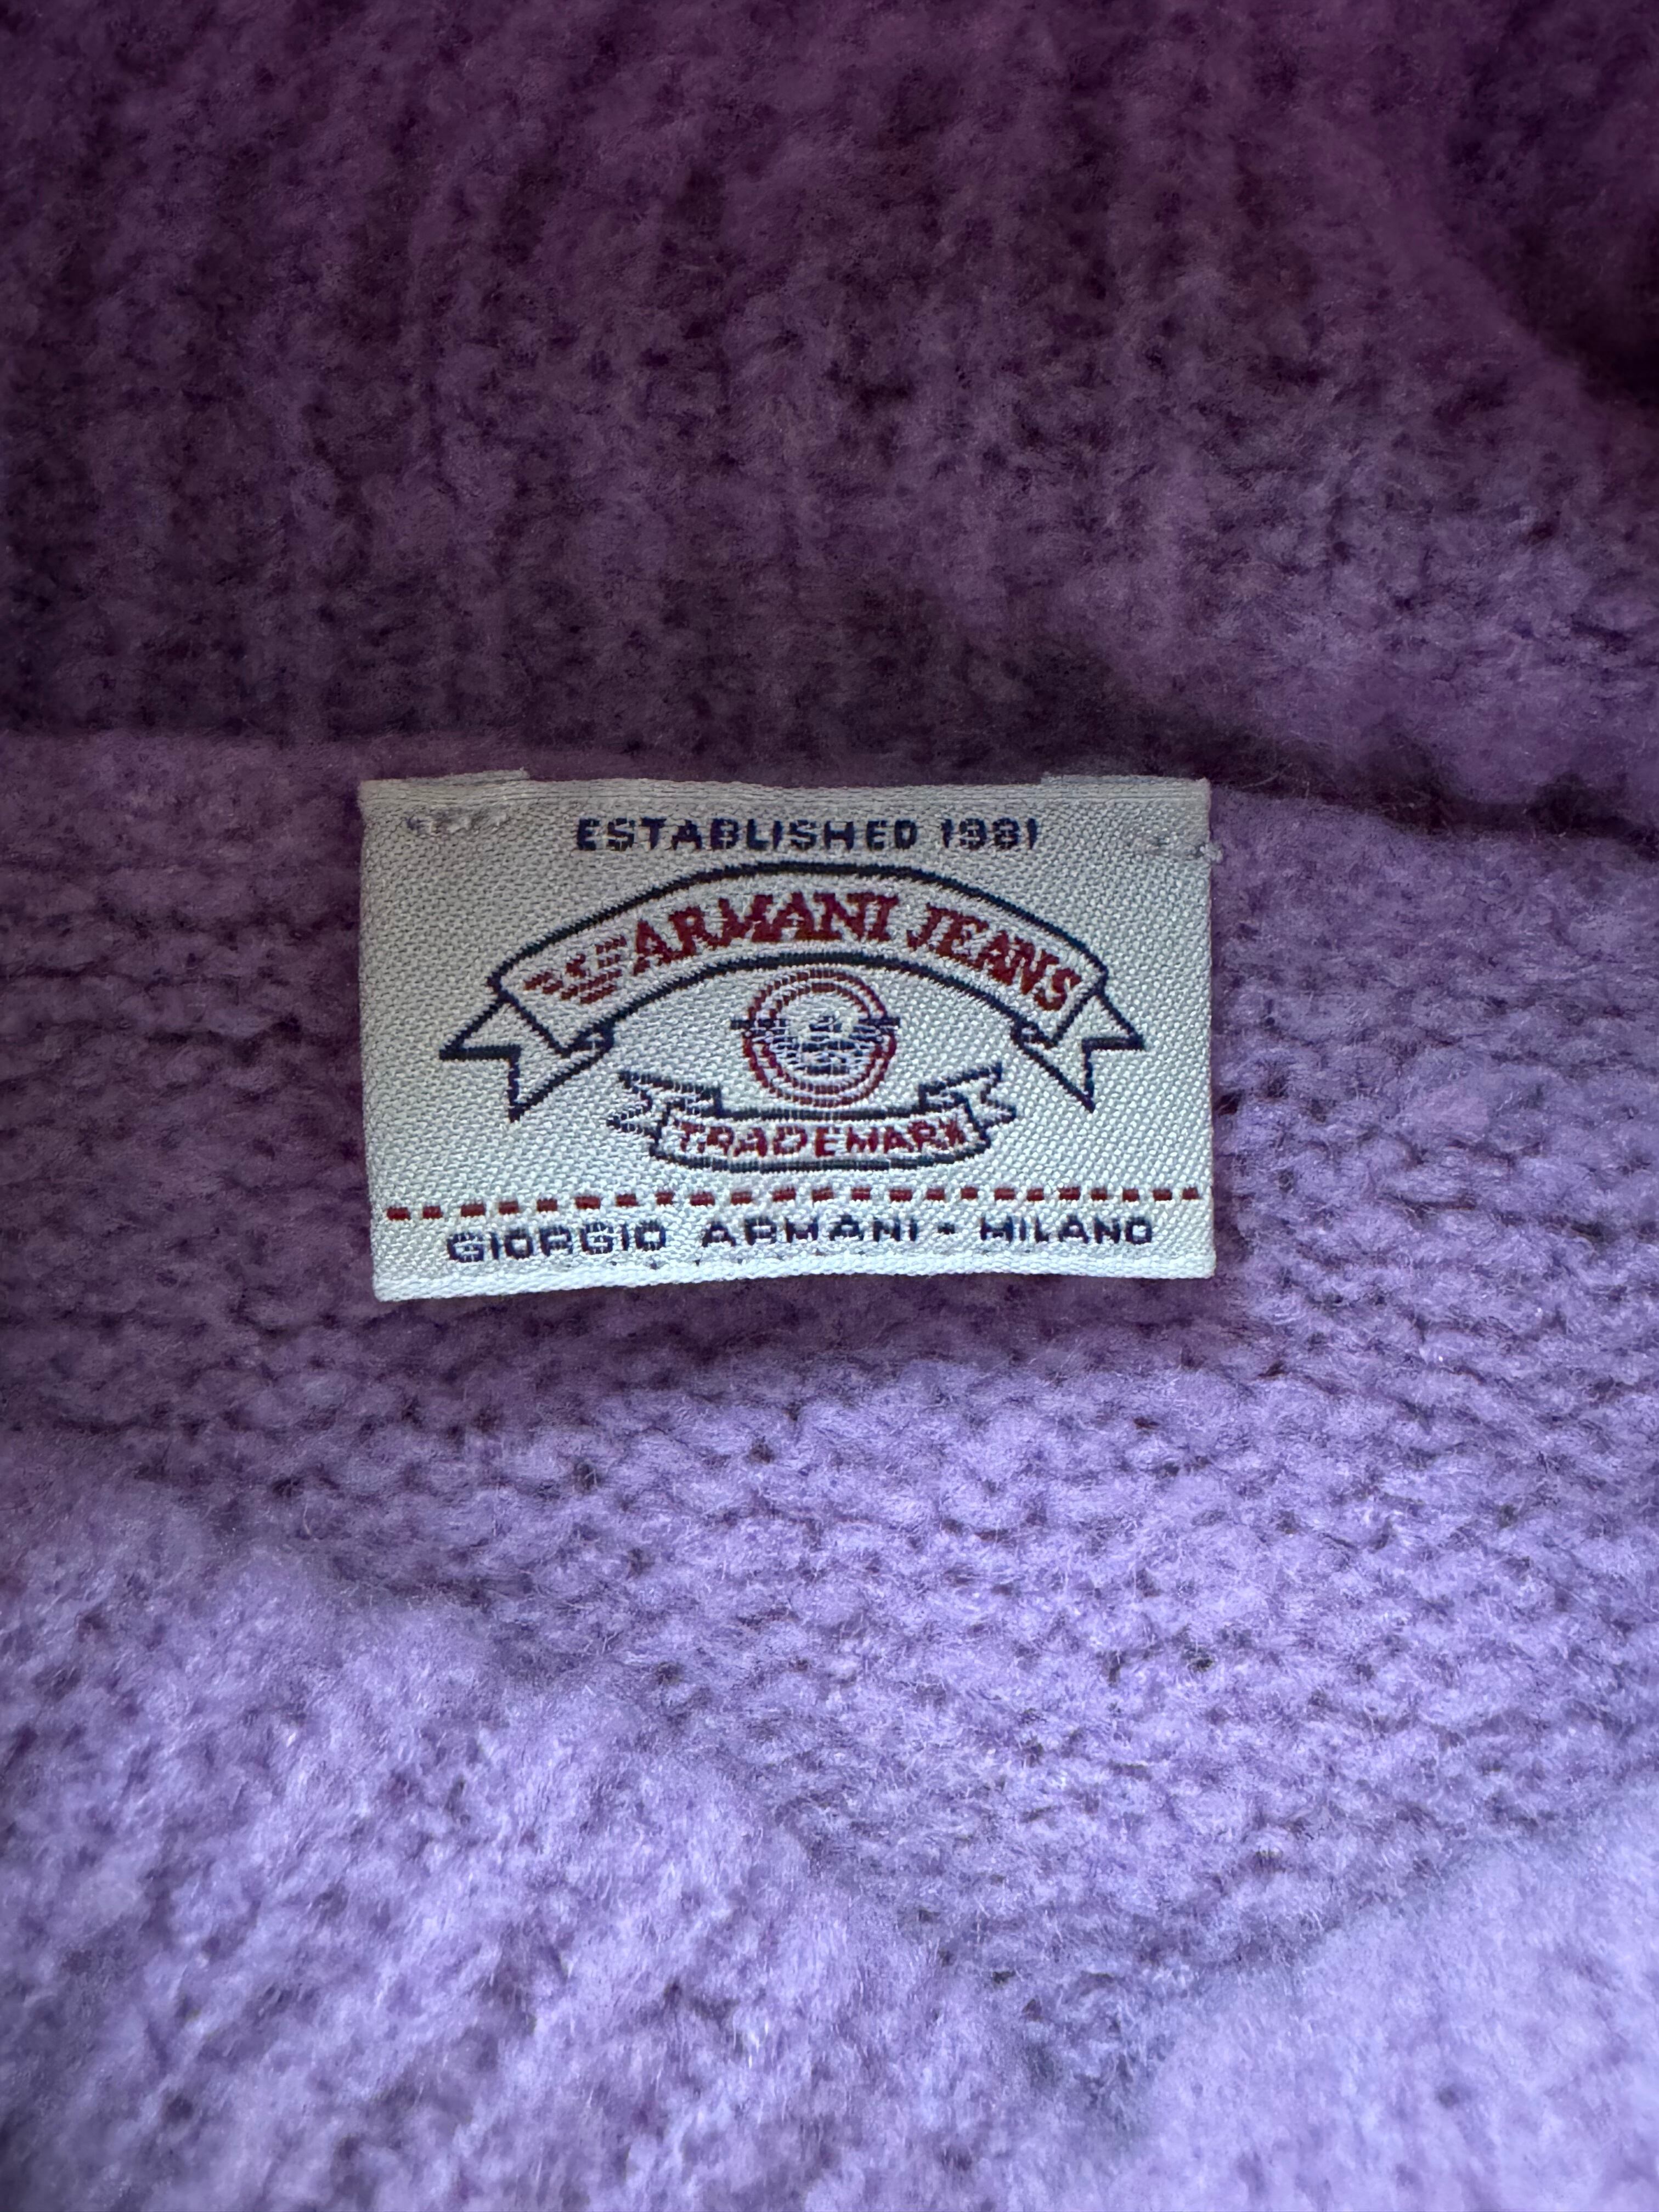 ESTABLISHED 1981
ARMANI JEANS
TRADEMARK
GIORGIO ARMANI - MILANO